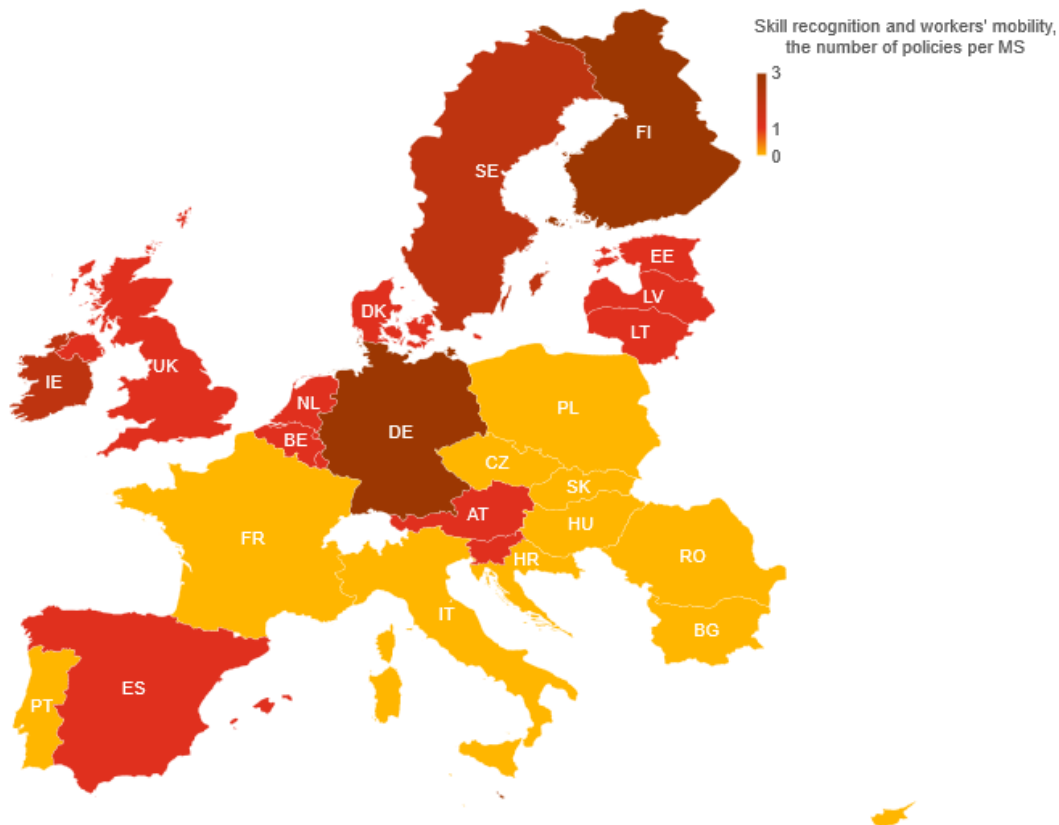 Skill recognition and workers' mobility,
the number of policies per MS
3
1
0
FI
SE
EE
LV
LT
DK
IE
UK
NL
BE
DE
PL
CZ
SK
AT
HU
FR
HR
RO
IT
BG
ES
PT